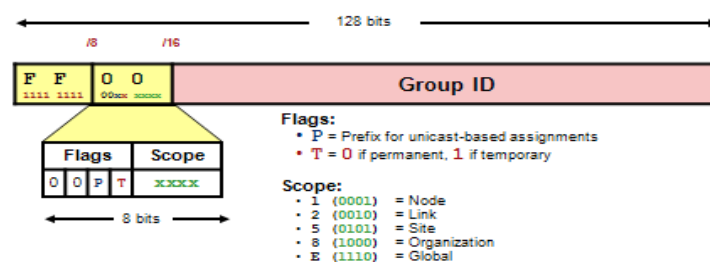 128 bits
/8 /16
F F 0 0
1111 1111 00xx xxxx
Group ID
Flags Scope
0 0 P T xxxx
8 bits
Flags:
• P = Prefix for unicast-based assignments
• T = 0 if permanent, 1 if temporary
Scope:
• 1 (0001) = Node
• 2 (0010) = Link
• 5 (0101) = Site
• 8 (1000) = Organization
• E (1110) = Global